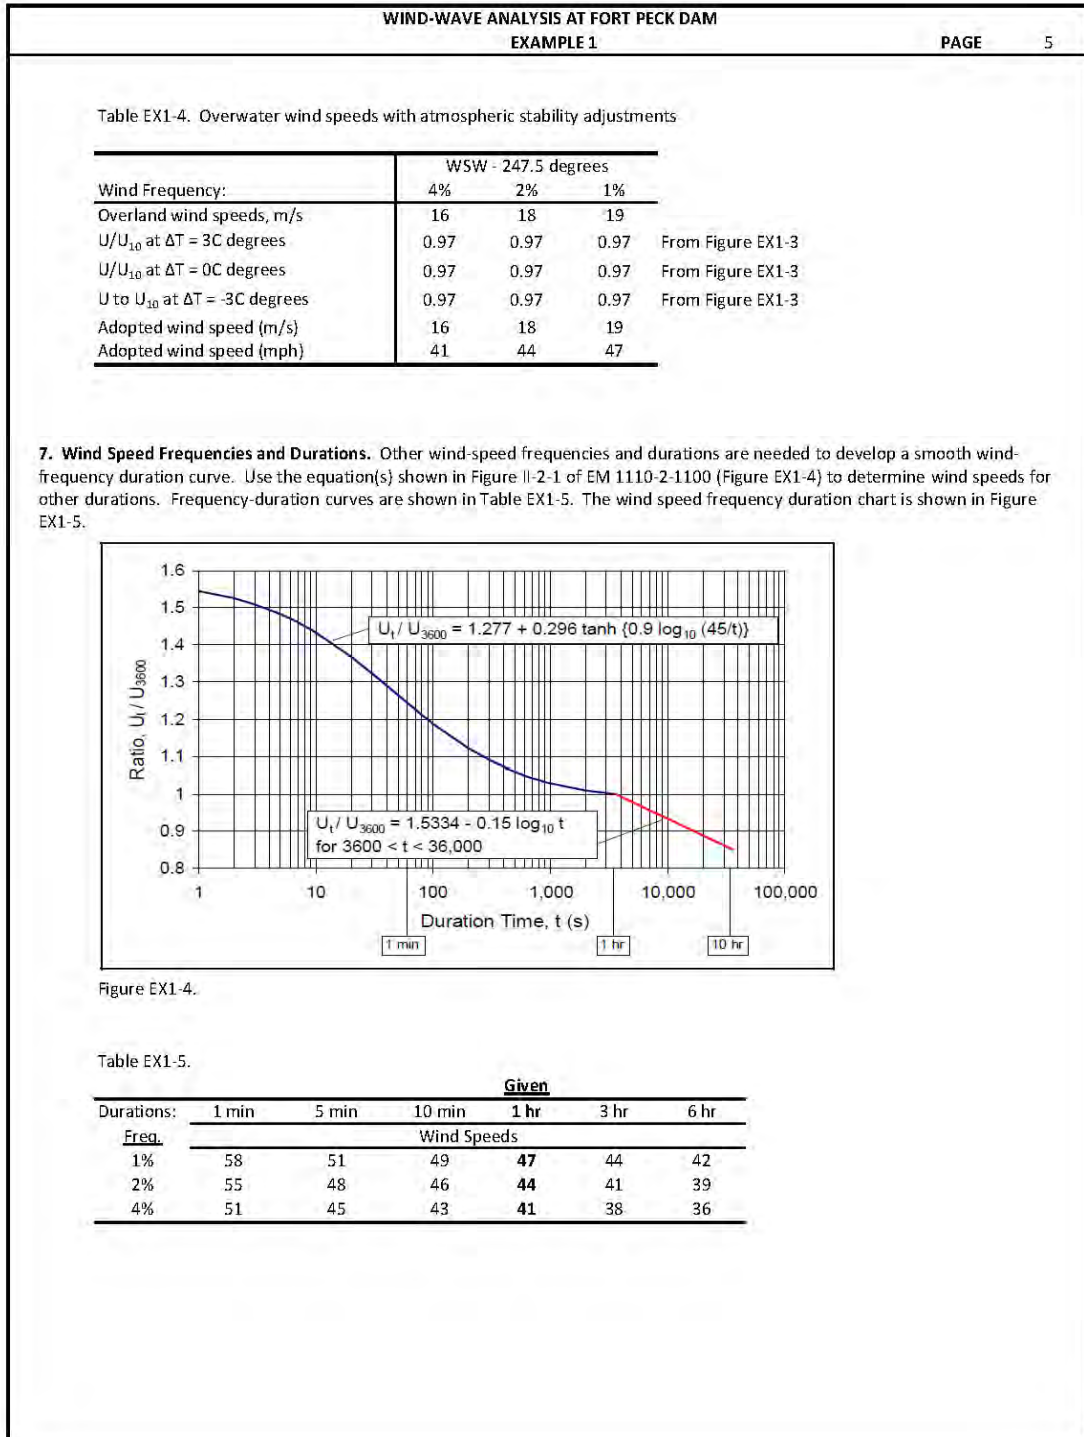 WIND-WAVE ANALYSIS AT FORT PECK DAM
EXAMPLE 1 PAGE 5
Table EX1-4. Overwater wind speeds with atmospheric stability adjustments
WSW - 247.5 degrees
Wind Frequency: 4% 2% 1%
Overland wind speeds, m/s 16 18 19
U/U10 at ΔT = 3C degrees 0.97 0.97 0.97 From Figure EX1-3
U/U10 at ΔT = 0C degrees 0.97 0.97 0.97 From Figure EX1-3
U to U10 at ΔT = -3C degrees 0.97 0.97 0.97 From Figure EX1-3
Adopted wind speed (m/s) 16 18 19
Adopted wind speed (mph) 41 44 47
7. Wind Speed Frequencies and Durations. Other wind-speed frequencies and durations are needed to develop a smooth wind-
frequency duration curve. Use the equation(s) shown in Figure II-2-1 of EM 1110-2-1100 (Figure EX1-4) to determine wind speeds for
other durations. Frequency-duration curves are shown in Table EX1-5. The wind speed frequency duration chart is shown in Figure
EX1-5.
1.6
1.5
1.4
1.3
1.2
1.1
1
0.9
0.8
Ratio, Ut / U3600
Ut / U3600 = 1.277 + 0.296 tanh {0.9 log10 (45/t)}
Ut / U3600 = 1.5334 - 0.15 log10 t
for 3600 < t < 36,000
1 10 100 1,000 10,000 100,000
Duration Time, t (s)
1 min 1 hr 10 hr
Figure EX1-4.
Table EX1-5.
Given
Durations: 1 min 5 min 10 min 1 hr 3 hr 6 hr
Freq. Wind Speeds
1% 58 51 49 47 44 42
2% 55 48 46 44 41 39
4% 51 45 43 41 38 36